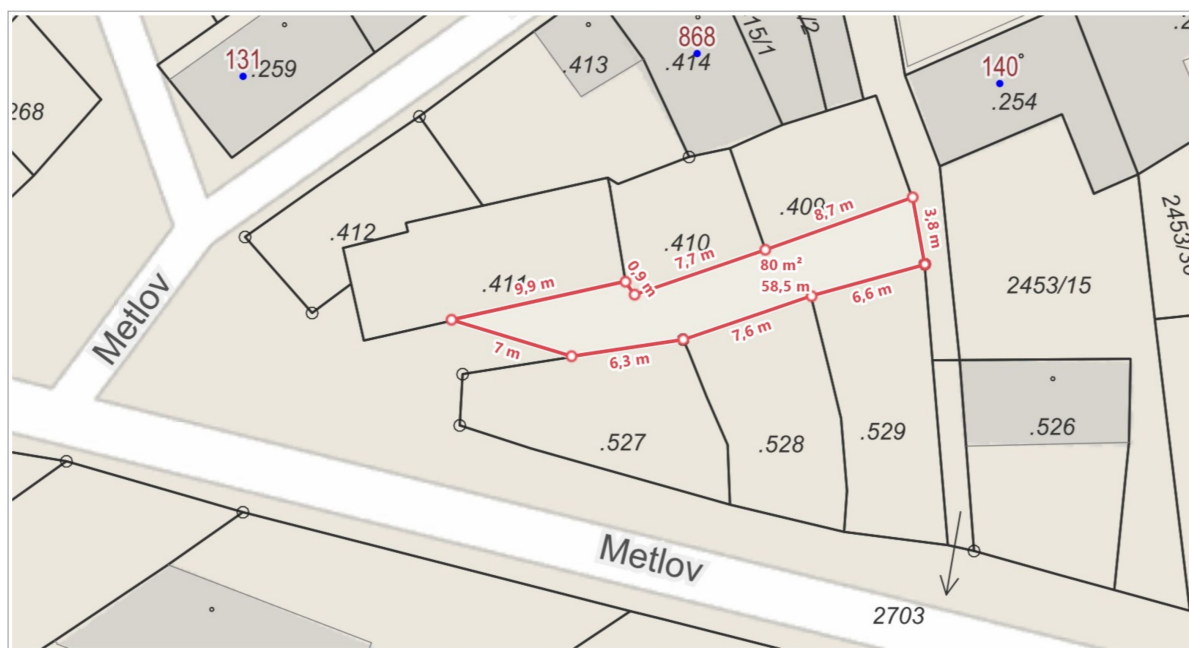 131
.259
.413
868
.414
15/1
/2
140
.254
268
.412
.409
8,7 m
3,8 m
.410
7,7 m
0,9 m
.411
9,9 m
80 m²
58,5 m
6,6 m
7,6 m
6,3 m
7 m
2453/15
Metlov
.527
.528
.529
.526
Metlov
2703